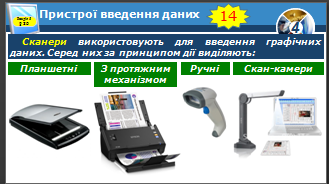 Пристрої введення даних
14
4
Сканери використовують для введення графічних
даних. Серед них за принципом дії виділяють:
Планшетні
З протяжним
механізмом
Ручні
Скан-камери